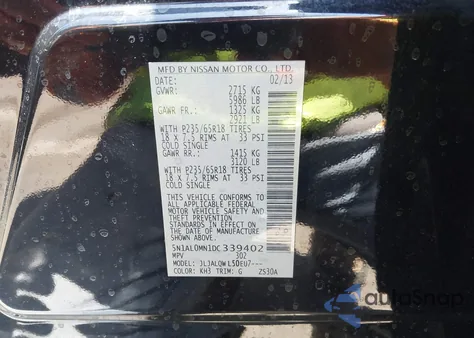 MFD BY NISSAN MOTOR CO., LTD.
DATE: 02/13
GVWR: 2715 KG
5986 LB
GAWR FR.: 1325 KG
2921 LB
WITH P235/65R18 TIRES
18 X 7.5 RIMS AT 33 PSI
COLD SINGLE
GAWR RR.: 1415 KG
3120 LB
WITH P235/65R18 TIRES
18 X 7.5 RIMS AT 33 PSI
COLD SINGLE
THIS VEHICLE CONFORMS TO
ALL APPLICABLE FEDERAL
MOTOR VEHICLE SAFETY AND
THEFT PREVENTION
STANDARDS IN EFFECT ON
THE DATE OF MANUFACTURE
SHOWN ABOVE.
5N1AL0MN1DC339402
MPV 302
MODEL: JLJALQWL50EU7---
COLOR: KH3 TRIM: G ZS30A
autoSnap